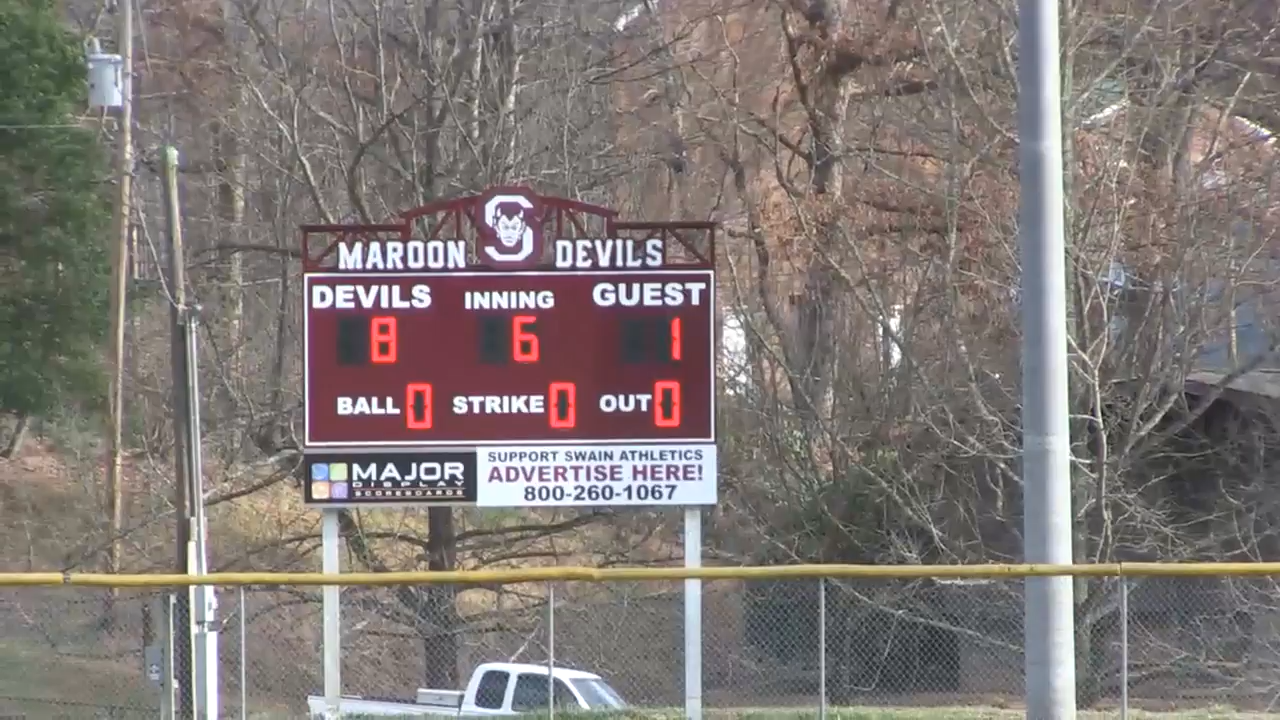 MAROON S DEVILS
DEVILS INNING GUEST
8 6 1
BALL 0 STRIKE 0 OUT 0
MAJOR
DISPLAY
SCOREBOARDS
SUPPORT SWAIN ATHLETICS
ADVERTISE HERE!
800-260-1067